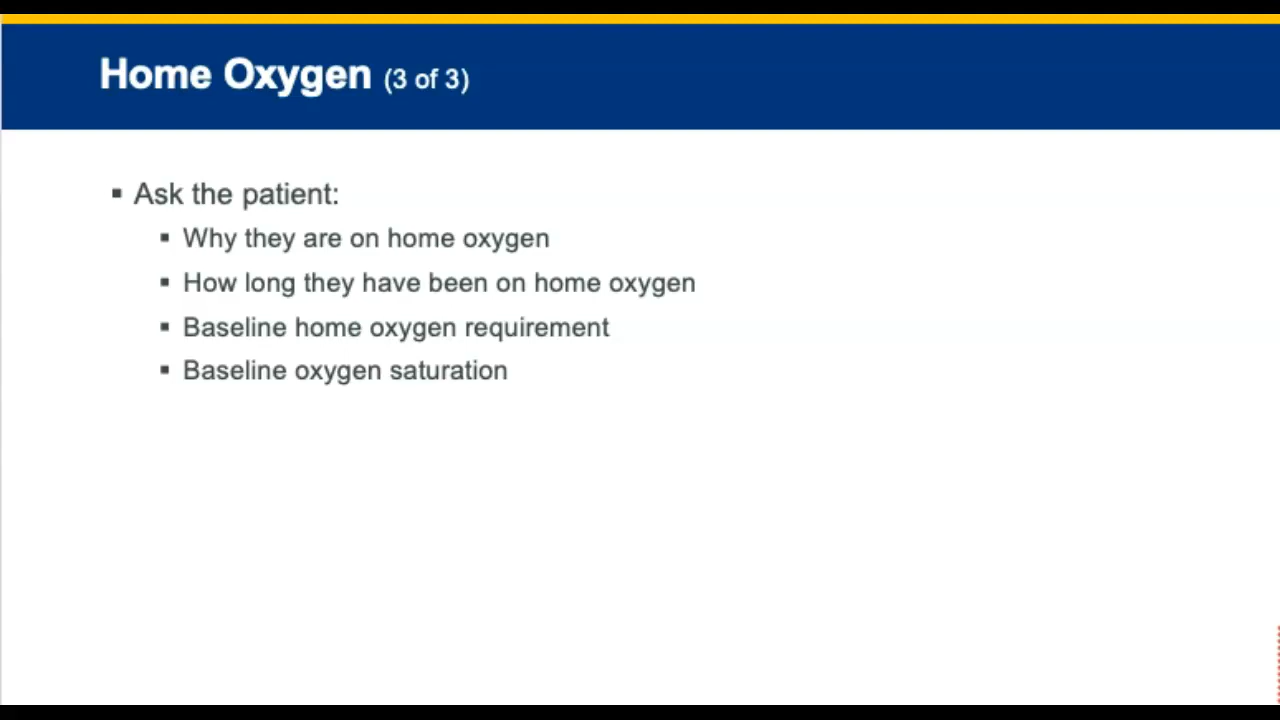 Home Oxygen (3 of 3)
▪ Ask the patient:
▪ Why they are on home oxygen
▪ How long they have been on home oxygen
▪ Baseline home oxygen requirement
▪ Baseline oxygen saturation